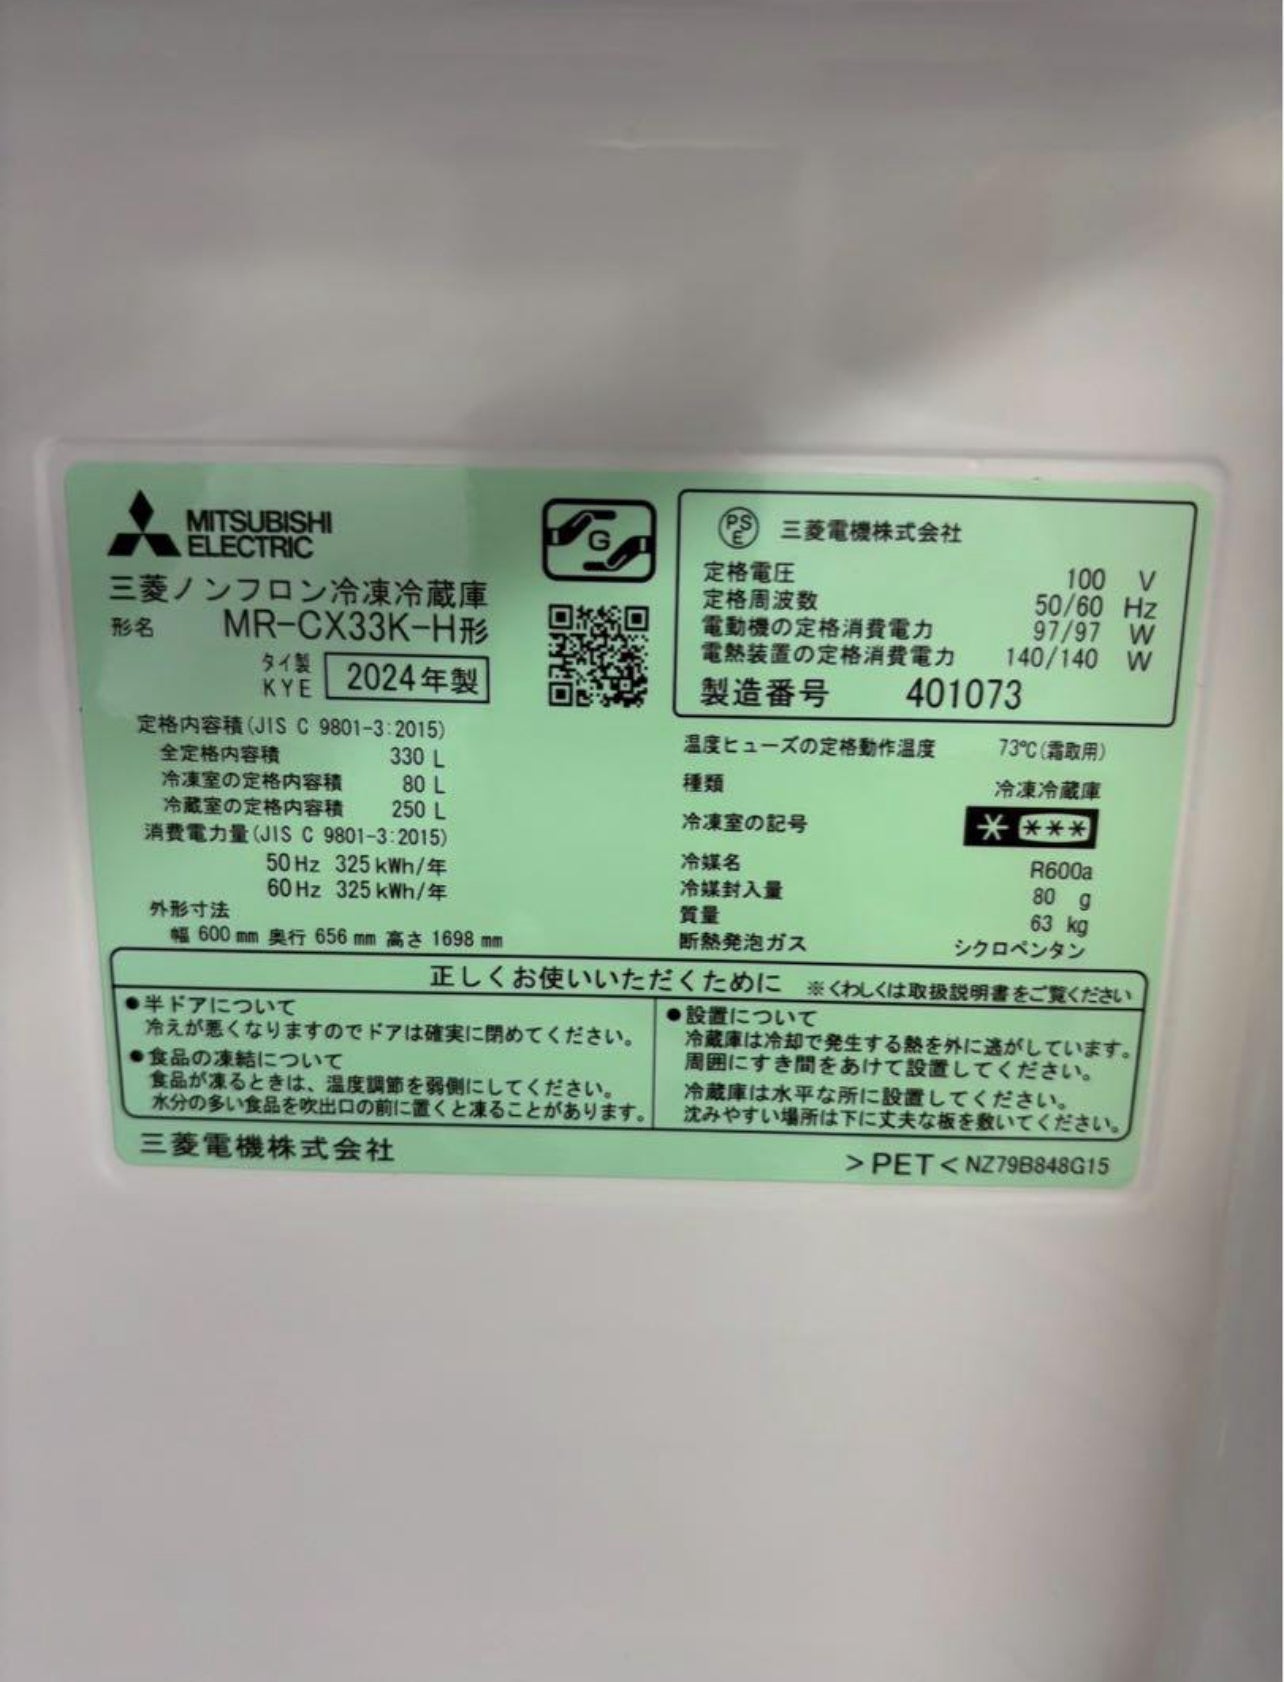 MITSUBISHI
ELECTRIC
三菱ノンフロン冷凍冷蔵庫
形名 MR-CX33K-H形
タイ製
KYE 2024年製
定格内容積(JIS C 9801-3:2015)
全定格内容積 330 L
冷凍室の定格内容積 80 L
冷蔵室の定格内容積 250 L
消費電力量(JIS C 9801-3:2015)
50Hz 325kWh/年
60Hz 325kWh/年
外形寸法
幅 600mm 奥行 656mm 高さ 1698mm
G
PSE 三菱電機株式会社
定格電圧 100 V
定格周波数 50/60 Hz
電動機の定格消費電力 97/97 W
電熱装置の定格消費電力 140/140 W
製造番号 401073
温度ヒューズの定格動作温度 73℃(霜取用)
種類 冷凍冷蔵庫
冷凍室の記号 * ***
冷媒名 R600a
冷媒封入量 80 g
質量 63 kg
断熱発泡ガス シクロペンタン
正しくお使いいただくために ※くわしくは取扱説明書をご覧ください
●半ドアについて
冷えが悪くなりますのでドアは確実に閉めてください。
●食品の凍結について
食品が凍るときは、温度調節を弱側にしてください。
水分の多い食品を吹出口の前に置くと凍ることがあります。
●設置について
冷蔵庫は冷却で発生する熱を外に逃がしています。
周囲にすき間をあけて設置してください。
冷蔵庫は水平な所に設置してください。
沈みやすい場所は下に丈夫な板を敷いてください。
三菱電機株式会社
>PET< NZ79B848G15